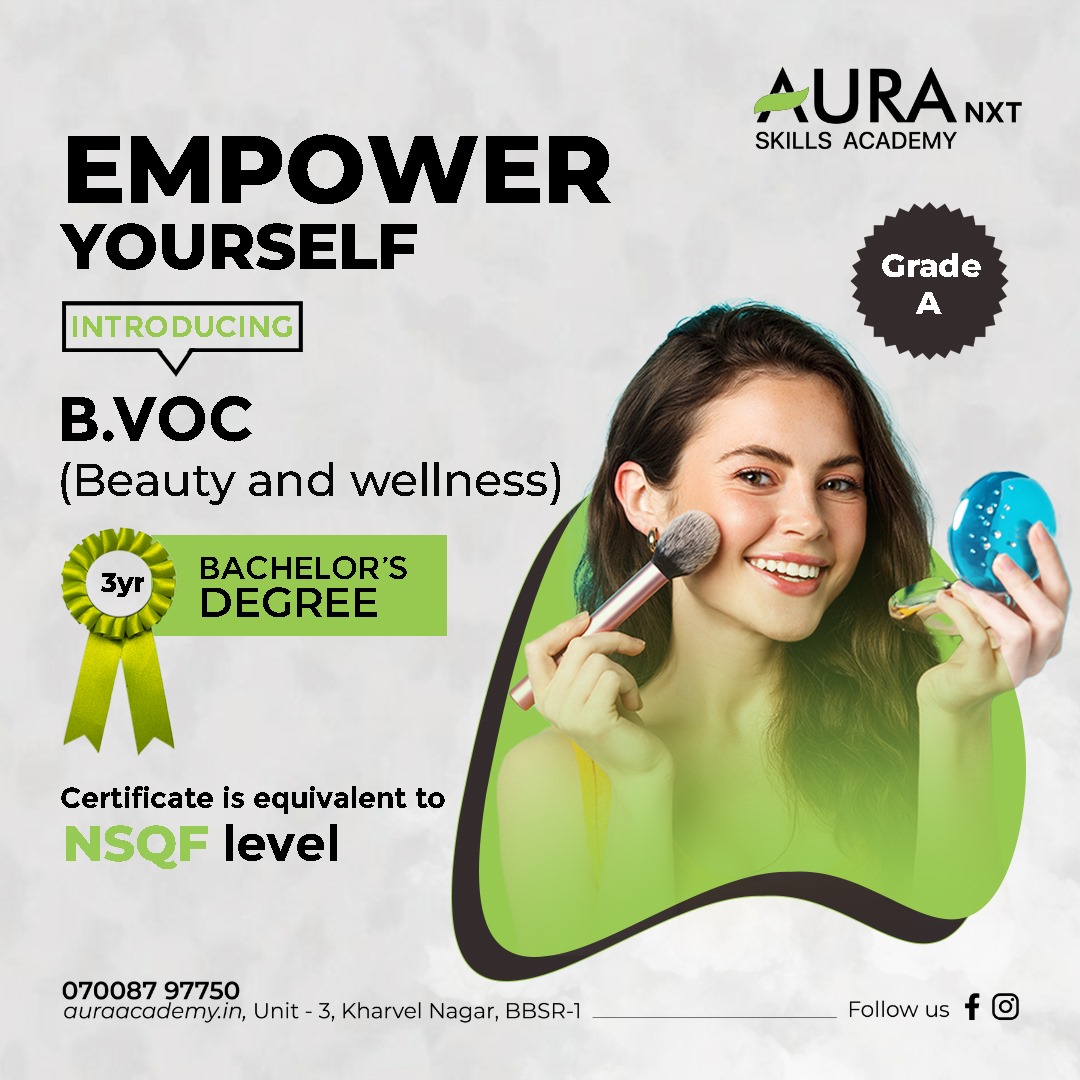 AURA NXT
SKILLS ACADEMY
EMPOWER
YOURSELF
Grade
A
INTRODUCING
B.VOC
(Beauty and wellness)
3yr
BACHELOR'S
DEGREE
Certificate is equivalent to
NSQF level
070087 97750
auraacademy.in, Unit - 3, Kharvel Nagar, BBSR-1
Follow us